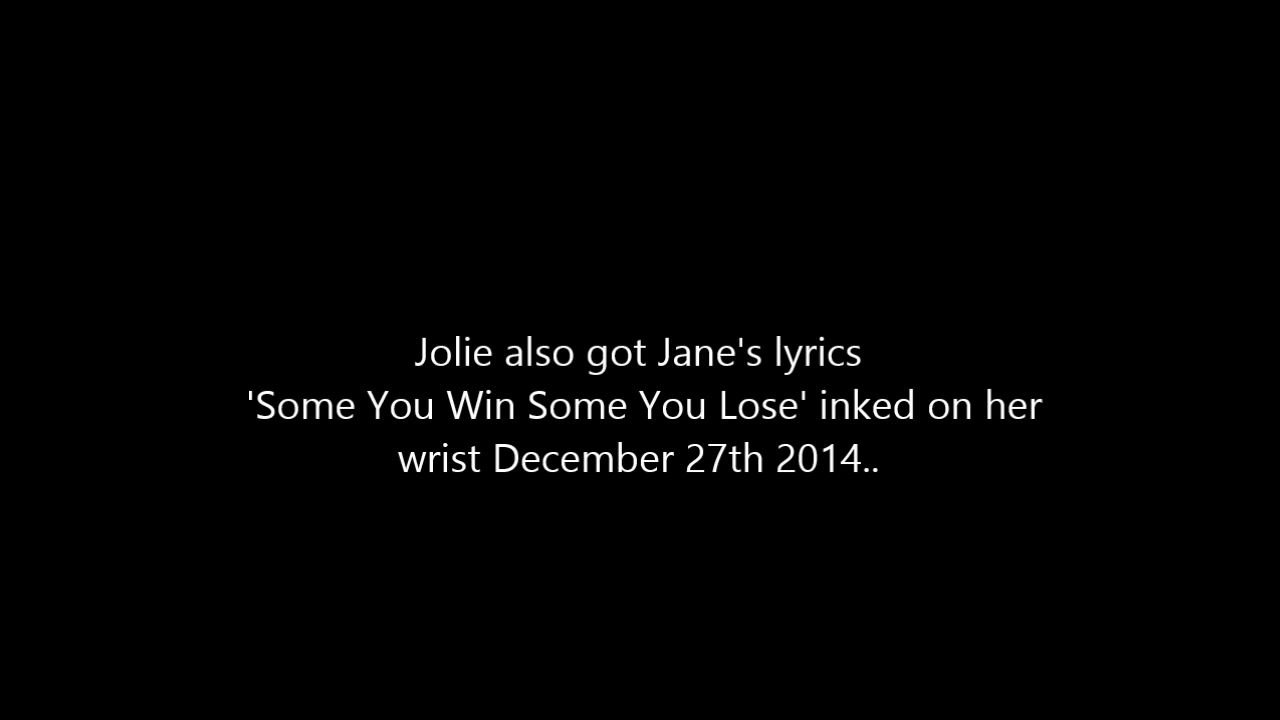 Jolie also got Jane's lyrics
'Some You Win Some You Lose' inked on her
wrist December 27th 2014..